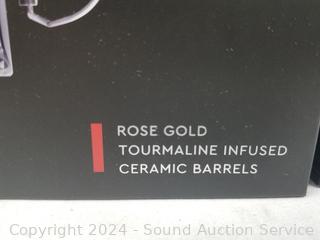 ROSE GOLD
TOURMALINE INFUSED
CERAMIC BARRELS
Copyright 2024 - Sound Auction Service